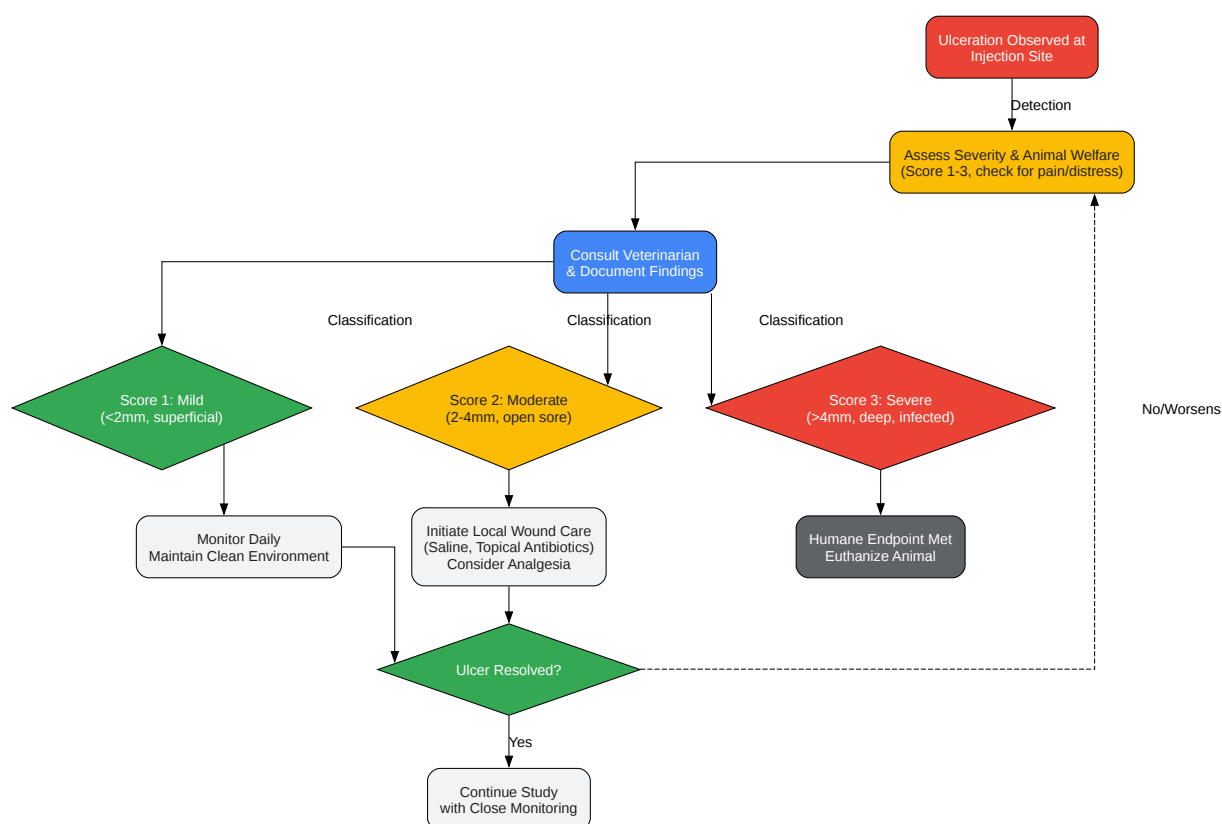 Ulceration Observed at
Injection Site
Detection
Assess Severity & Animal Welfare
(Score 1-3, check for pain/distress)
Consult Veterinarian
& Document Findings
Classification
Classification
Classification
Score 1: Mild
(<2mm, superficial)
Score 2: Moderate
(2-4mm, open sore)
Score 3: Severe
(>4mm, deep, infected)
No/Worsens
Monitor Daily
Maintain Clean Environment
Initiate Local Wound Care
(Saline, Topical Antibiotics)
Consider Analgesia
Humane Endpoint Met
Euthanize Animal
Ulcer Resolved?
Yes
Continue Study
with Close Monitoring